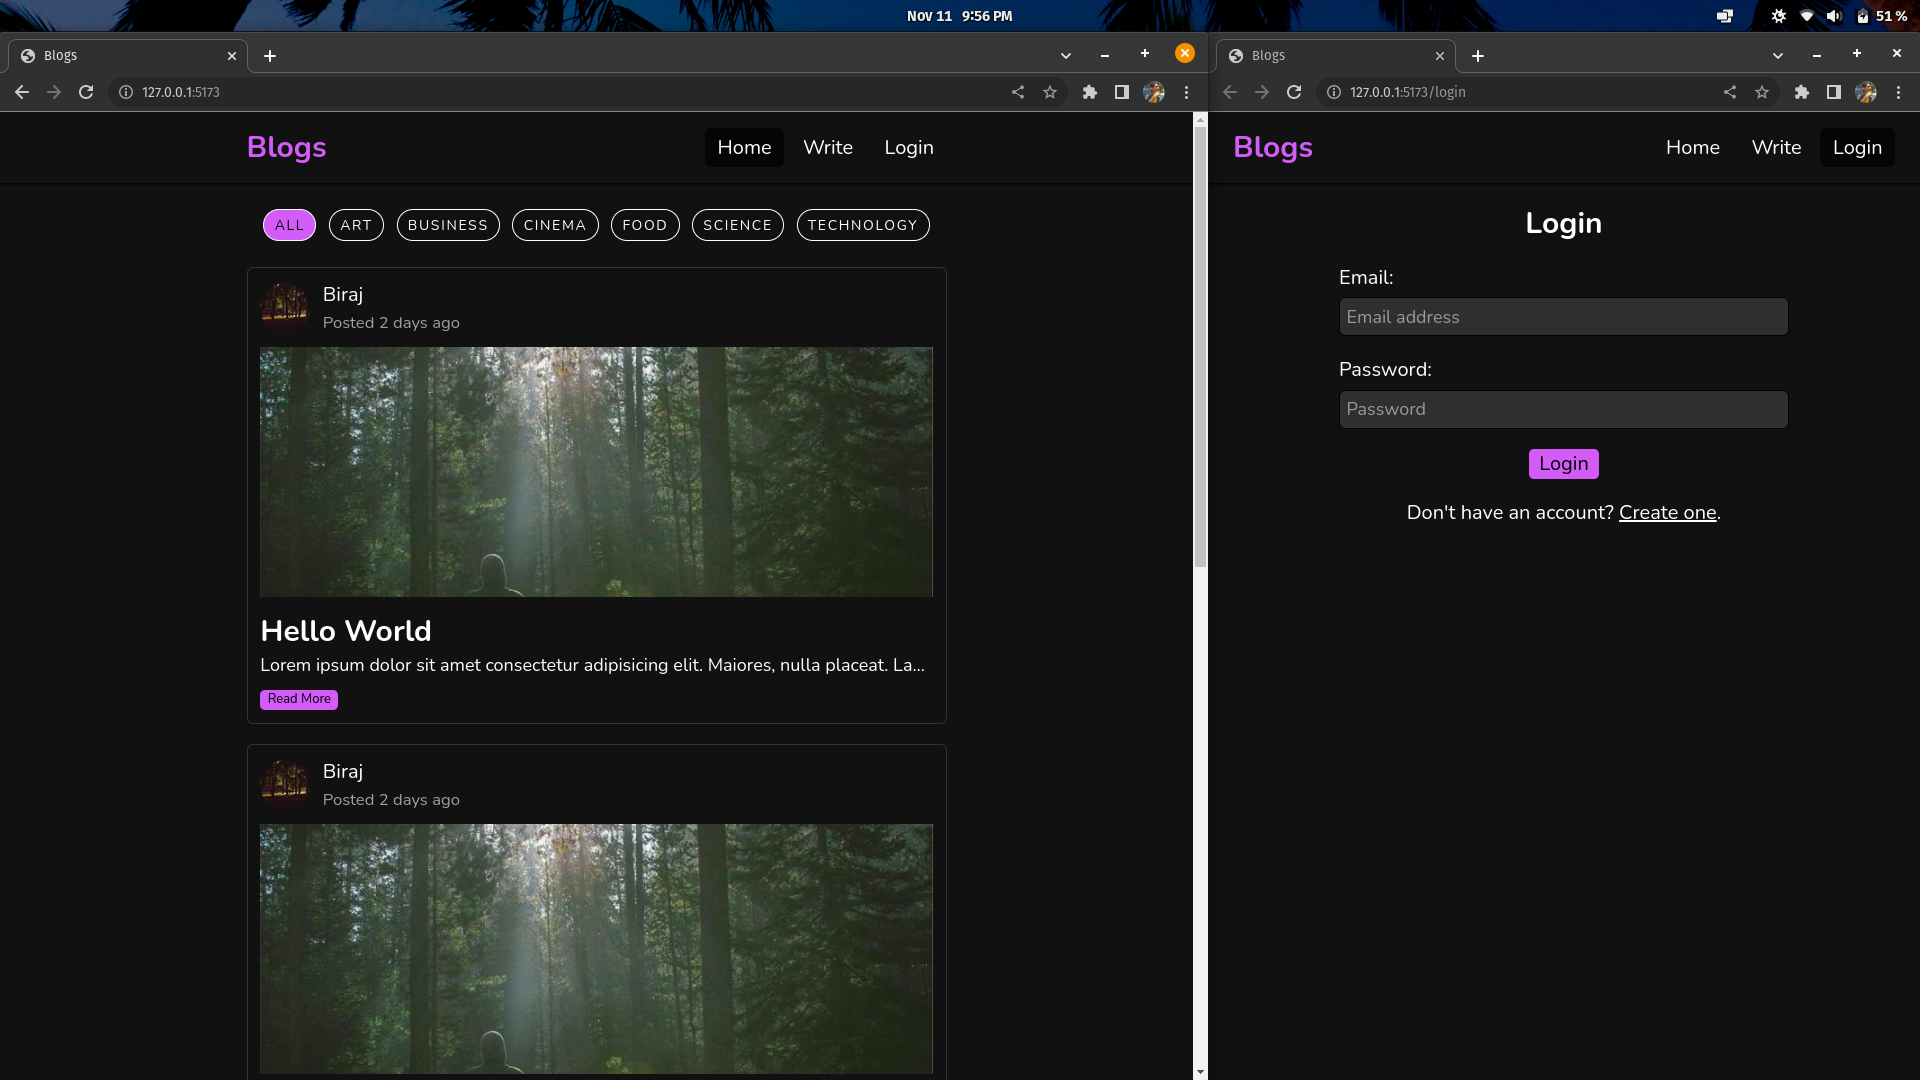 Nov 11 9:56 PM
51 %
Blogs
127.0.0.1:5173
Blogs
Home
Write
Login
ALL
ART
BUSINESS
CINEMA
FOOD
SCIENCE
TECHNOLOGY
Biraj
Posted 2 days ago
Hello World
Lorem ipsum dolor sit amet consectetur adipisicing elit. Maiores, nulla placeat. La...
Read More
Biraj
Posted 2 days ago
Blogs
127.0.0.1:5173/login
Blogs
Home
Write
Login
Login
Email:
Email address
Password:
Password
Login
Don't have an account? Create one.